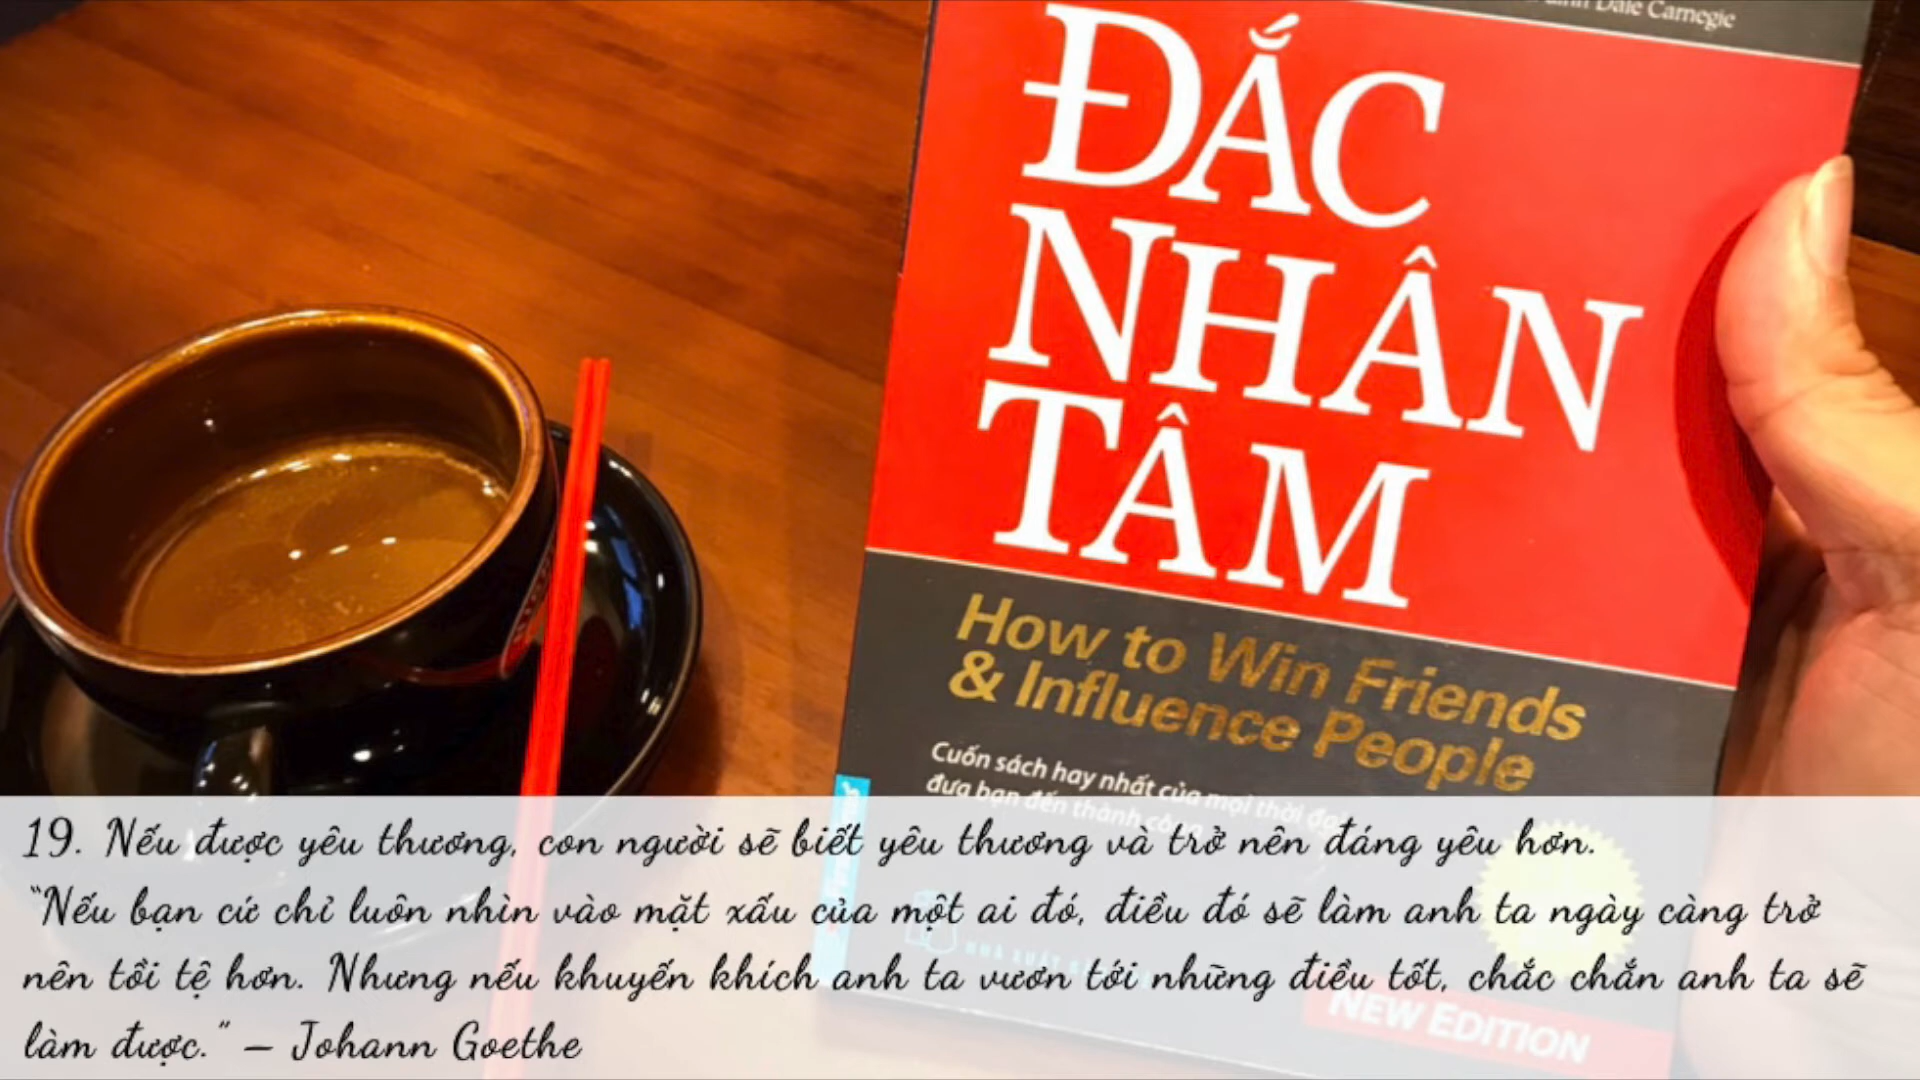 Dale Carnegie
ĐẮC
NHÂN
TÂM
How to Win Friends
& Influence People
Cuốn sách hay nhất của mọi thời đại
đưa bạn đến thành công
NEW EDITION
19. Nếu được yêu thương, con người sẽ biết yêu thương và trở nên đáng yêu hơn.
“Nếu bạn cứ chỉ luôn nhìn vào mặt xấu của một ai đó, điều đó sẽ làm anh ta ngày càng trở
nên tồi tệ hơn. Nhưng nếu khuyến khích anh ta vươn tới những điều tốt, chắc chắn anh ta sẽ
làm được.” – Johann Goethe